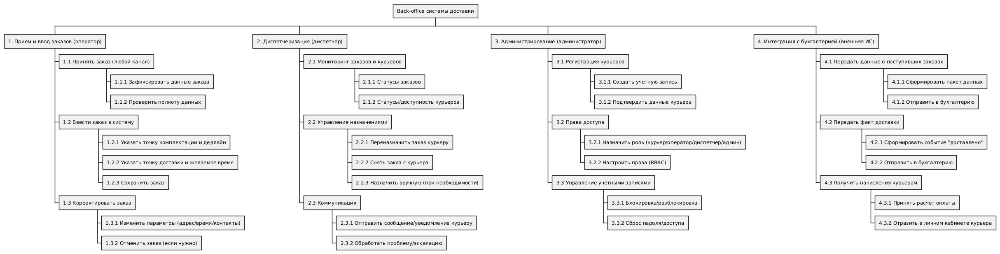 Back-office системы доставки
1. Прием и ввод заказов (оператор)
1.1 Принять заказ (любой канал)
1.1.1 Зафиксировать данные заказа
1.1.2 Проверить полноту данных
1.2 Ввести заказ в систему
1.2.1 Указать точку комплектации и дедлайн
1.2.2 Указать точку доставки и желаемое время
1.2.3 Сохранить заказ
1.3 Корректировать заказ
1.3.1 Изменить параметры (адрес/время/контакты)
1.3.2 Отменить заказ (если нужно)
2. Диспетчеризация (диспетчер)
2.1 Мониторинг заказов и курьеров
2.1.1 Статусы заказов
2.1.2 Статусы/доступность курьеров
2.2 Управление назначениями
2.2.1 Переназначить заказ курьеру
2.2.2 Снять заказ с курьера
2.2.3 Назначить вручную (при необходимости)
2.3 Коммуникация
2.3.1 Отправить сообщение/уведомление курьеру
2.3.2 Обработать проблему/эскалацию
3. Администрирование (администратор)
3.1 Регистрация курьеров
3.1.1 Создать учетную запись
3.1.2 Подтвердить данные курьера
3.2 Права доступа
3.2.1 Назначить роль (курьер/оператор/диспетчер/админ)
3.2.2 Настроить права (RBAC)
3.3 Управление учетными записями
3.3.1 Блокировка/разблокировка
3.3.2 Сброс пароля/доступа
4. Интеграция с бухгалтерией (внешняя ИС)
4.1 Передать данные о поступивших заказах
4.1.1 Сформировать пакет данных
4.1.2 Отправить в бухгалтерию
4.2 Передать факт доставки
4.2.1 Сформировать событие "доставлено"
4.2.2 Отправить в бухгалтерию
4.3 Получить начисления курьерам
4.3.1 Принять расчет оплаты
4.3.2 Отразить в личном кабинете курьера